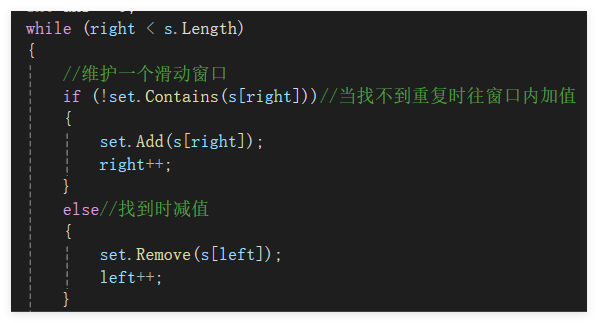 while (right < s.Length)
{
//维护一个滑动窗口
if (!set.Contains(s[right]))//当找不到重复时往窗口内加值
{
set.Add(s[right]);
right++;
}
else//找到时减值
{
set.Remove(s[left]);
left++;
}